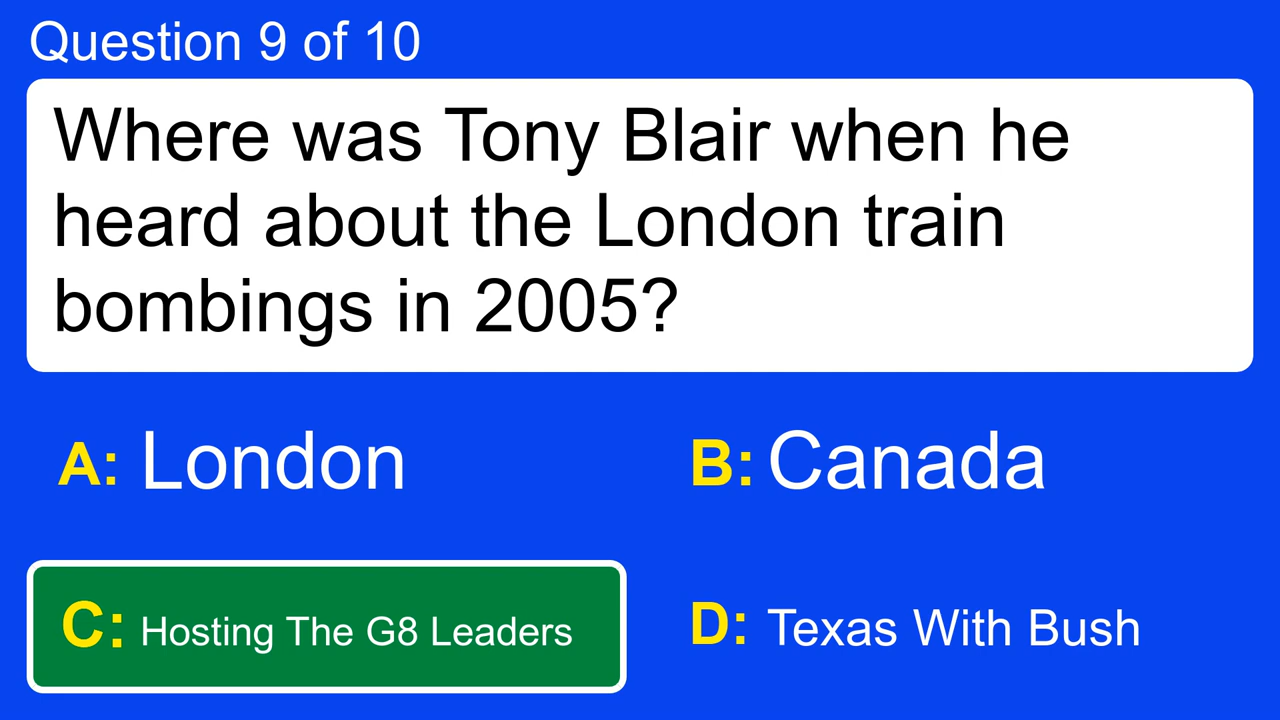 Question 9 of 10
Where was Tony Blair when he
heard about the London train
bombings in 2005?
A: London
B: Canada
C: Hosting The G8 Leaders
D: Texas With Bush